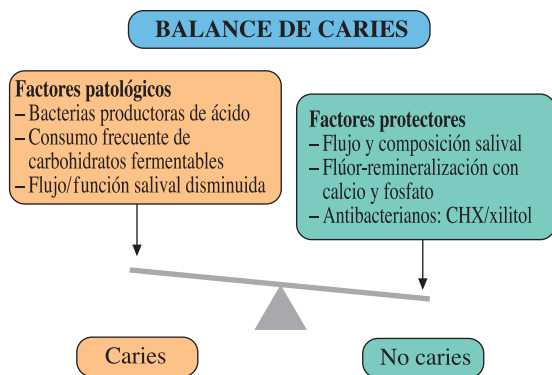 BALANCE DE CARIES
Factores patológicos
– Bacterias productoras de ácido
– Consumo frecuente de
carbohidratos fermentables
– Flujo/función salival disminuida
Factores protectores
– Flujo y composición salival
– Flúor-remineralización con
calcio y fosfato
– Antibacterianos: CHX/xilitol
Caries
No caries